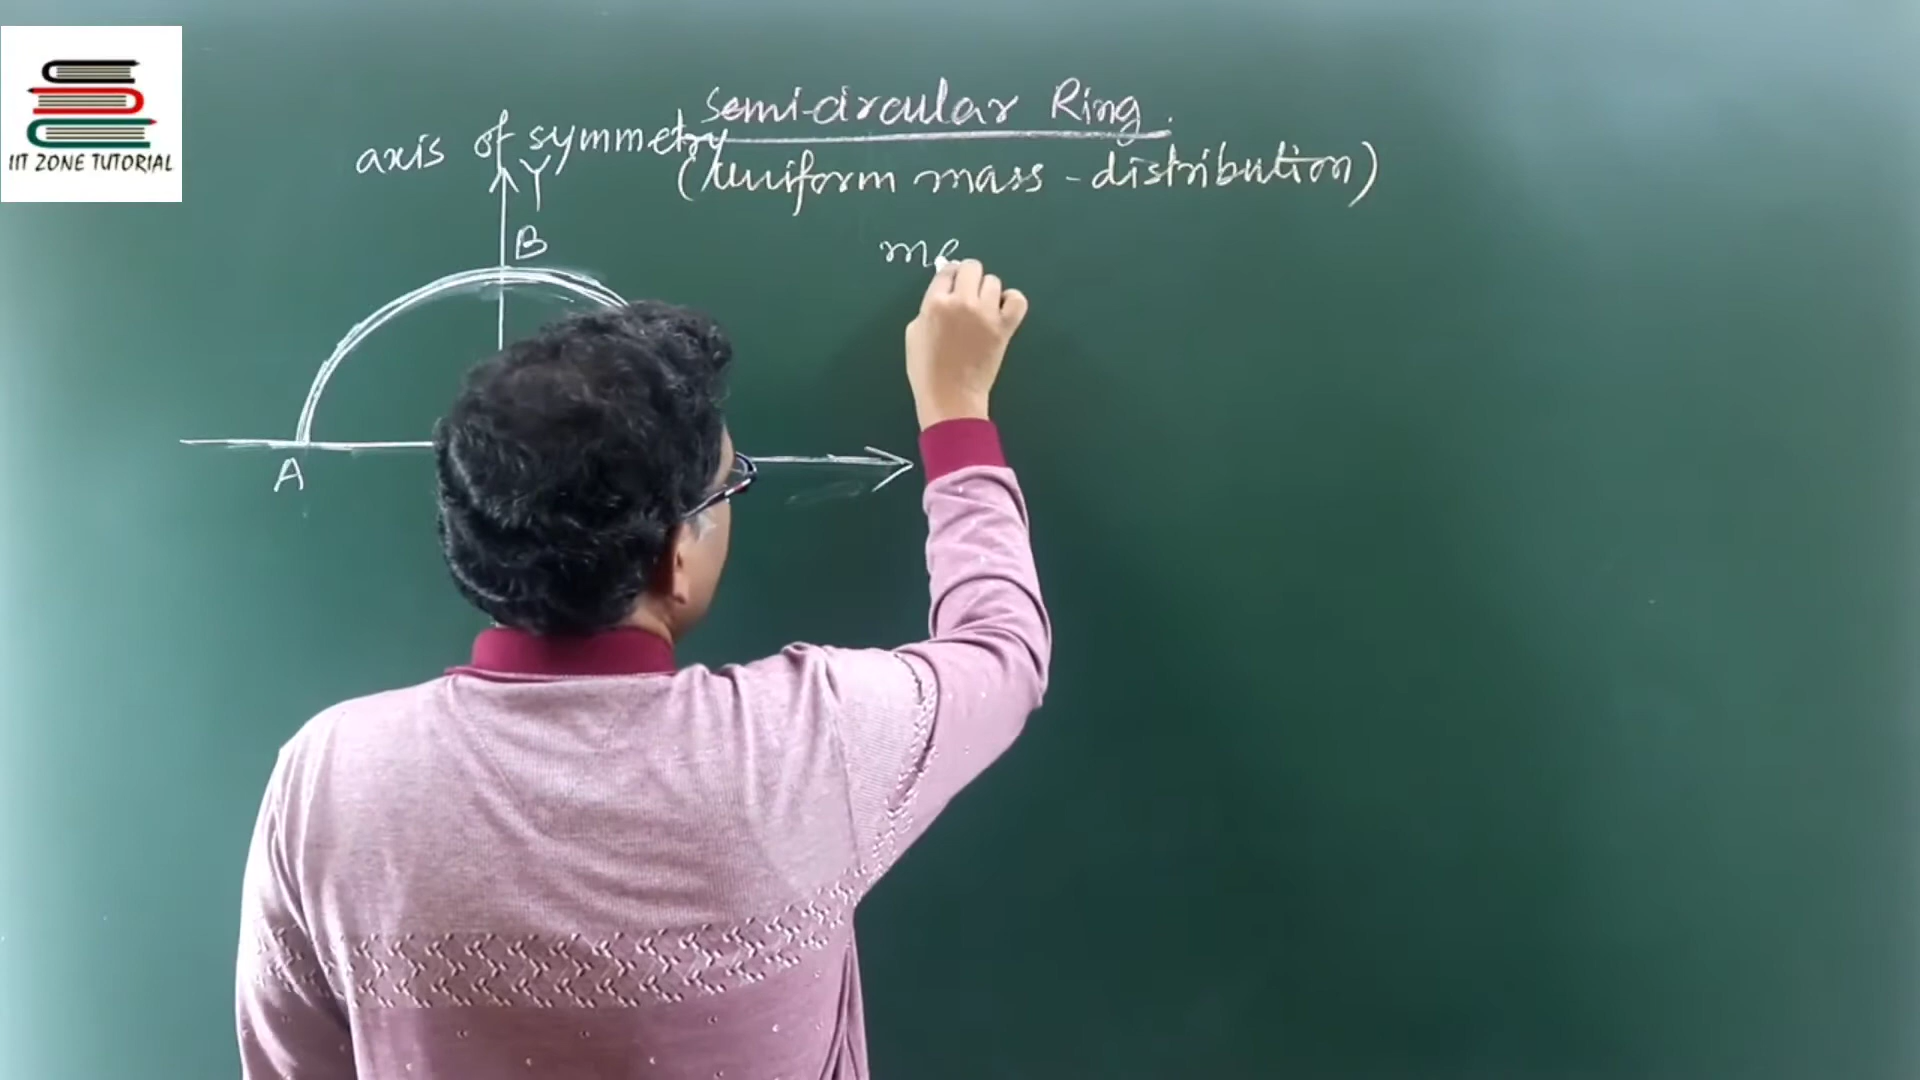 IIT ZONE TUTORIAL
Semi-circular Ring.
axis of symmetry
(Uniform mass-distribution)
Y
B
A